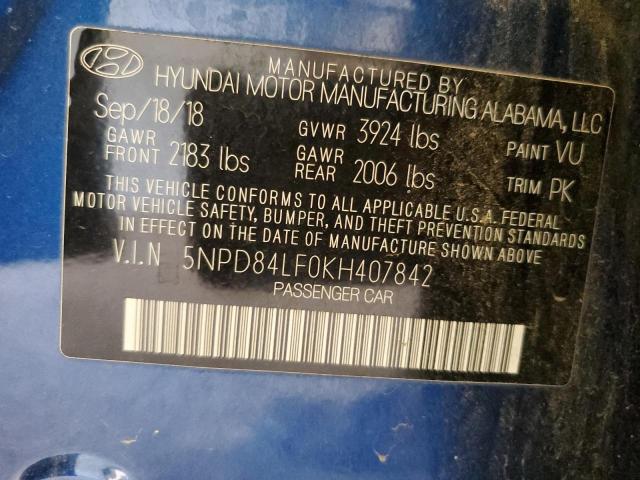 MANUFACTURED BY
HYUNDAI MOTOR MANUFACTURING ALABAMA, LLC
Sep/18/18 GVWR 3924 lbs PAINT VU
GAWR FRONT 2183 lbs GAWR REAR 2006 lbs TRIM PK
THIS VEHICLE CONFORMS TO ALL APPLICABLE U.S.A. FEDERAL
MOTOR VEHICLE SAFETY, BUMPER, AND THEFT PREVENTION STANDARDS
IN EFFECT ON THE DATE OF MANUFACTURE SHOWN ABOVE.
V.I.N 5NPD84LF0KH407842
PASSENGER CAR